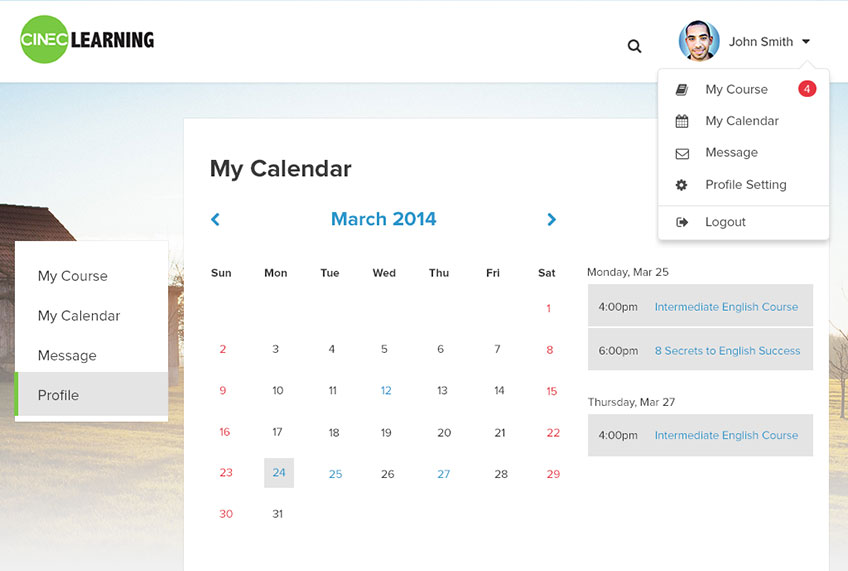 CINEC LEARNING
John Smith
My Course 4
My Calendar
Message
Profile Setting
Logout
My Course
My Calendar
Message
Profile
My Calendar
March 2014
Sun Mon Tue Wed Thu Fri Sat
1
2 3 4 5 6 7 8
9 10 11 12 13 14 15
16 17 18 19 20 21 22
23 24 25 26 27 28 29
30 31
Monday, Mar 25
4:00pm Intermediate English Course
6:00pm 8 Secrets to English Success
Thursday, Mar 27
4:00pm Intermediate English Course